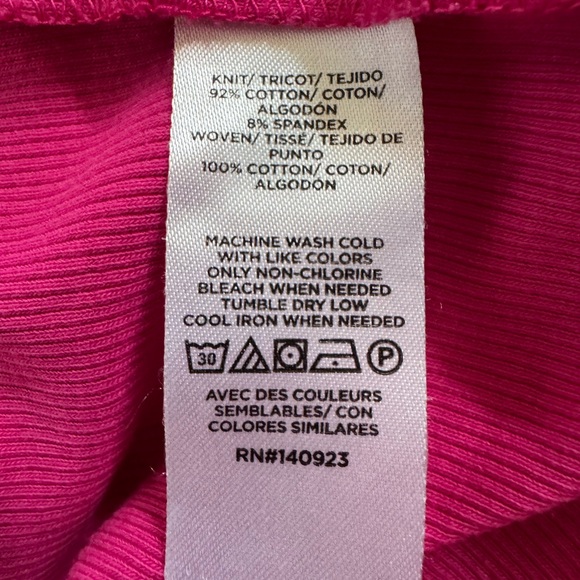 KNIT/ TRICOT/ TEJIDO
92% COTTON/ COTON/
ALGODÓN
8% SPANDEX
WOVEN/ TISSÉ/ TEJIDO DE
PUNTO
100% COTTON/ COTON/
ALGODÓN
MACHINE WASH COLD
WITH LIKE COLORS
ONLY NON-CHLORINE
BLEACH WHEN NEEDED
TUMBLE DRY LOW
COOL IRON WHEN NEEDED
30 P
AVEC DES COULEURS
SEMBLABLES/ CON
COLORES SIMILARES
RN#140923